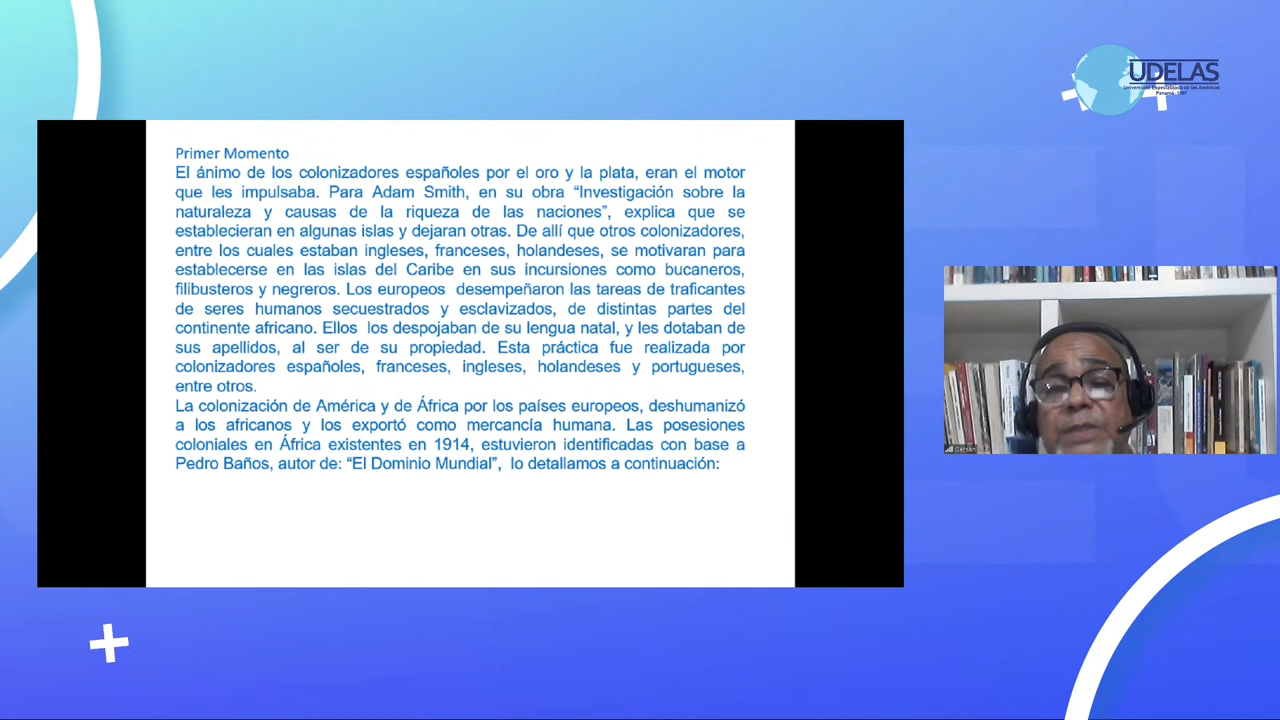 UDELAS
Universidad Especializada de las Américas
Panamá -1997
Primer Momento
El ánimo de los colonizadores españoles por el oro y la plata, eran el motor
que les impulsaba. Para Adam Smith, en su obra “Investigación sobre la
naturaleza y causas de la riqueza de las naciones”, explica que se
establecieran en algunas islas y dejaran otras. De allí que otros colonizadores,
entre los cuales estaban ingleses, franceses, holandeses, se motivaran para
establecerse en las islas del Caribe en sus incursiones como bucaneros,
filibusteros y negreros. Los europeos desempeñaron las tareas de traficantes
de seres humanos secuestrados y esclavizados, de distintas partes del
continente africano. Ellos los despojaban de su lengua natal, y les dotaban de
sus apellidos, al ser de su propiedad. Esta práctica fue realizada por
colonizadores españoles, franceses, ingleses, holandeses y portugueses,
entre otros.
La colonización de América y de África por los países europeos, deshumanizó
a los africanos y los exportó como mercancía humana. Las posesiones
coloniales en África existentes en 1914, estuvieron identificadas con base a
Pedro Baños, autor de: “El Dominio Mundial”, lo detallamos a continuación: